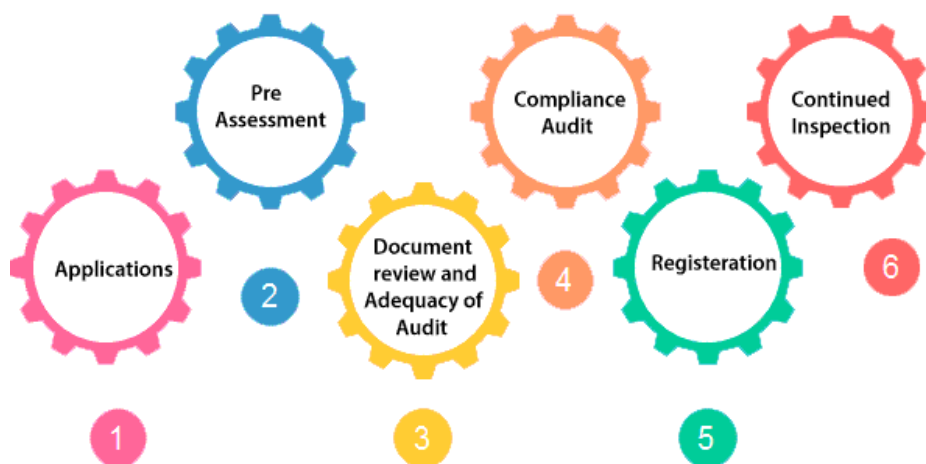 Applications
1
Pre
Assessment
2
Document
review and
Adequacy of
Audit
3
Compliance
Audit
4
Registeration
5
Continued
Inspection
6